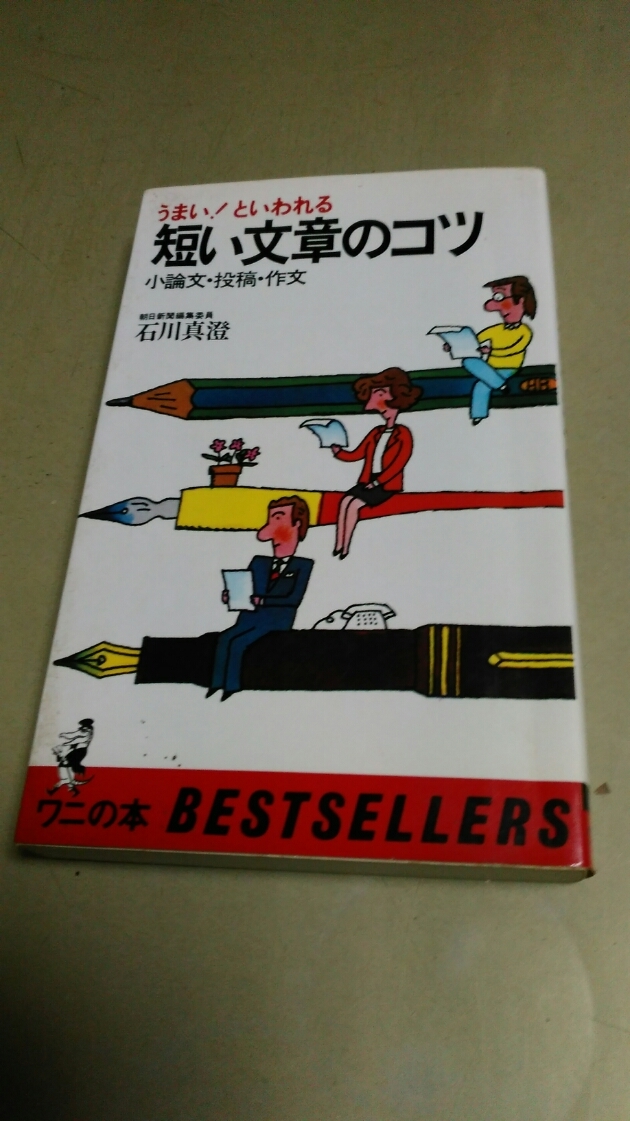 うまい！といわれる
短い文章のコツ
小論文・投稿・作文
朝日新聞編集委員
石川真澄
HB
ワニの本 BESTSELLERS